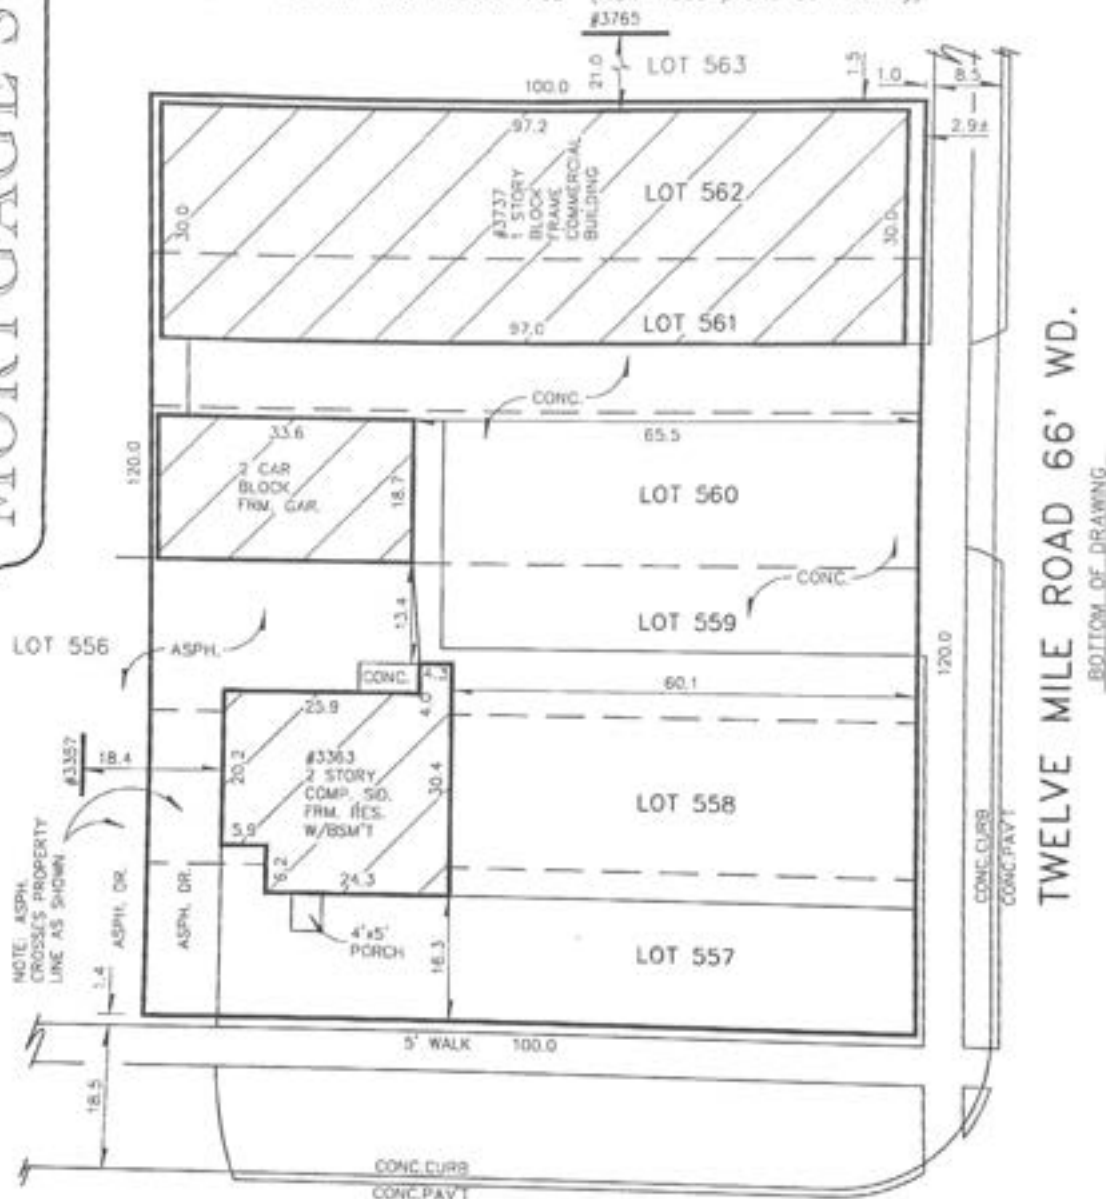 #3765
21.0
LOT 563
1.5
1.0
8.5
100.0
2.9±
97.2
#3737
1 STORY
BLOCK
FRAME
COMMERCIAL
BUILDING
LOT 562
30.0
30.0
97.0
LOT 561
CONC.
120.0
33.6
65.5
2 CAR
BLOCK
FRM. GAR.
18.7
LOT 560
CONC.
13.4
LOT 559
LOT 556
ASPH.
CONC.
4.3
4.0
60.1
120.0
25.9
#3357
18.4
20.2
#3363
2 STORY
COMP. SID.
FRM. RES.
W/BSM'T
30.4
LOT 558
5.9
6.2
24.3
NOTE: ASPH.
CROSSES PROPERTY
LINE AS SHOWN
ASPH. DR.
ASPH. DR.
4'x5'
PORCH
16.3
LOT 557
1.4
5' WALK
100.0
18.5
CONC.CURB
CONC.PAV'T
CONC.CURB
CONC.PAV'T
TWELVE MILE ROAD 66' WD.
BOTTOM OF DRAWING